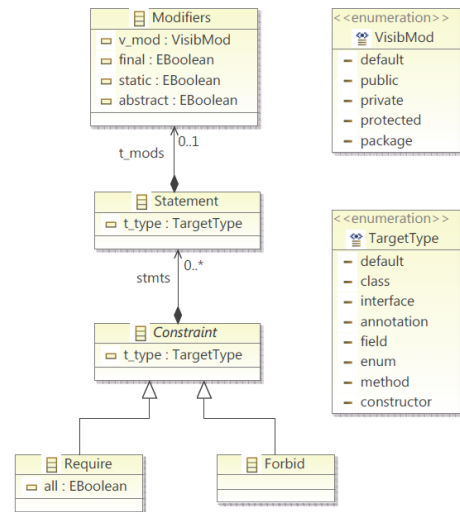 Modifiers
v_mod : VisibMod
final : EBoolean
static : EBoolean
abstract : EBoolean
t_mods
0..1
Statement
t_type : TargetType
stmts
0..*
Constraint
t_type : TargetType
Require
all : EBoolean
Forbid
<<enumeration>>
VisibMod
default
public
private
protected
package
<<enumeration>>
TargetType
default
class
interface
annotation
field
enum
method
constructor